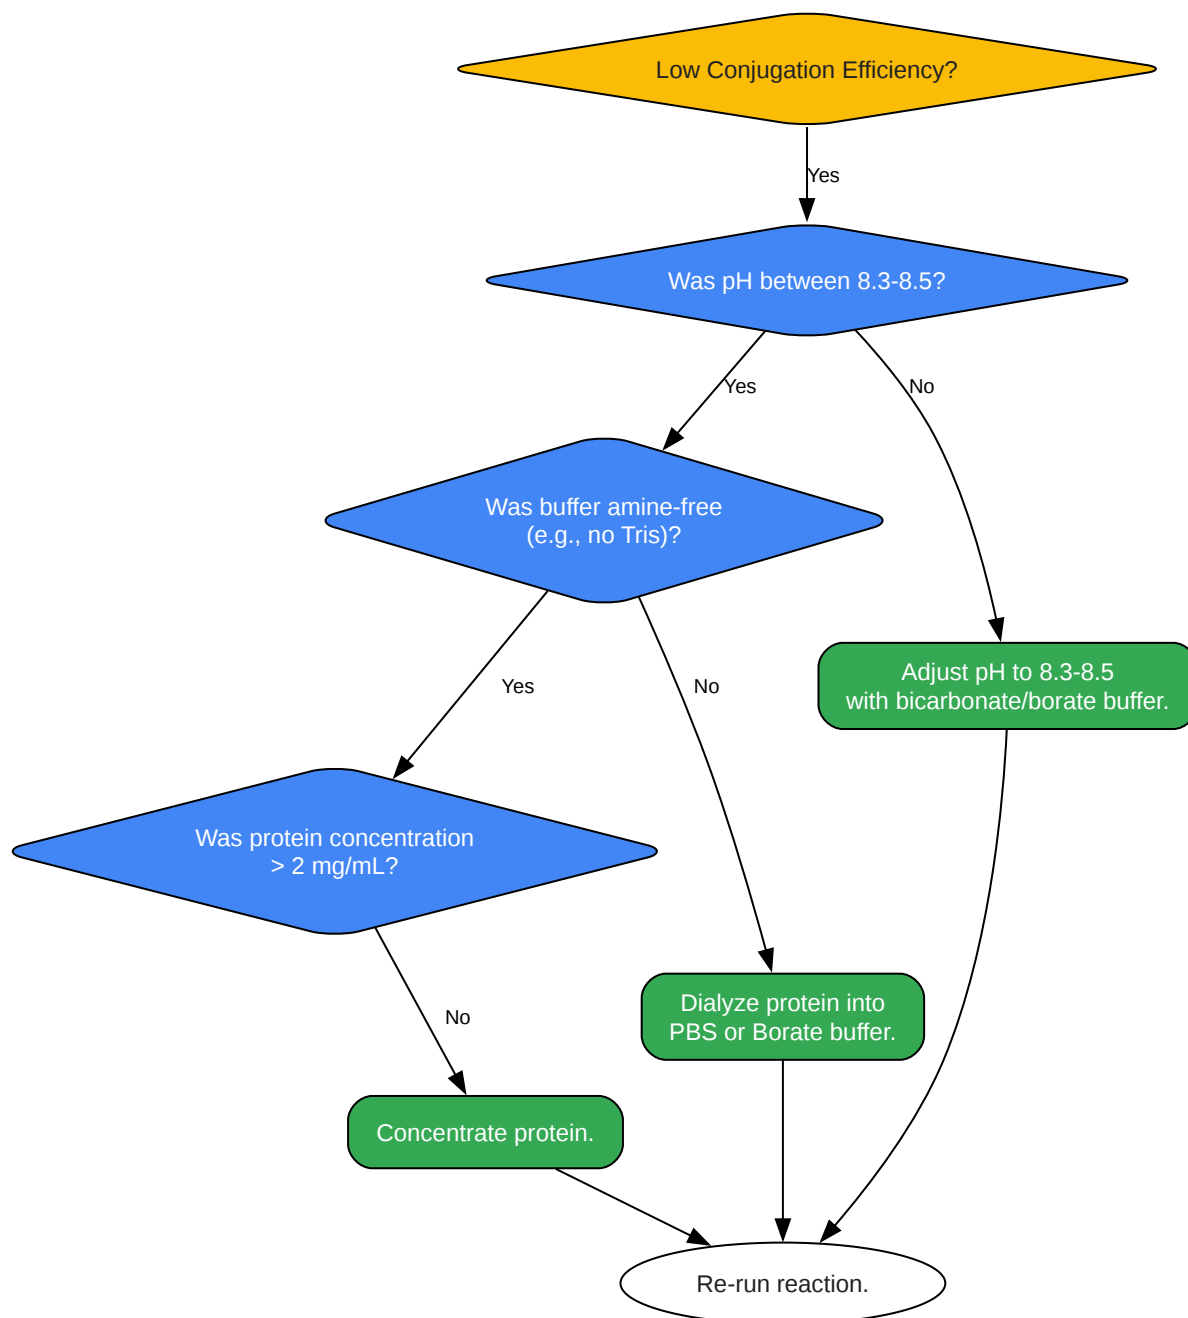 Low Conjugation Efficiency?
Yes
Was pH between 8.3-8.5?
Yes
No
Was buffer amine-free
(e.g., no Tris)?
Yes
No
Adjust pH to 8.3-8.5
with bicarbonate/borate buffer.
Was protein concentration
> 2 mg/mL?
No
Dialyze protein into
PBS or Borate buffer.
Concentrate protein.
Re-run reaction.